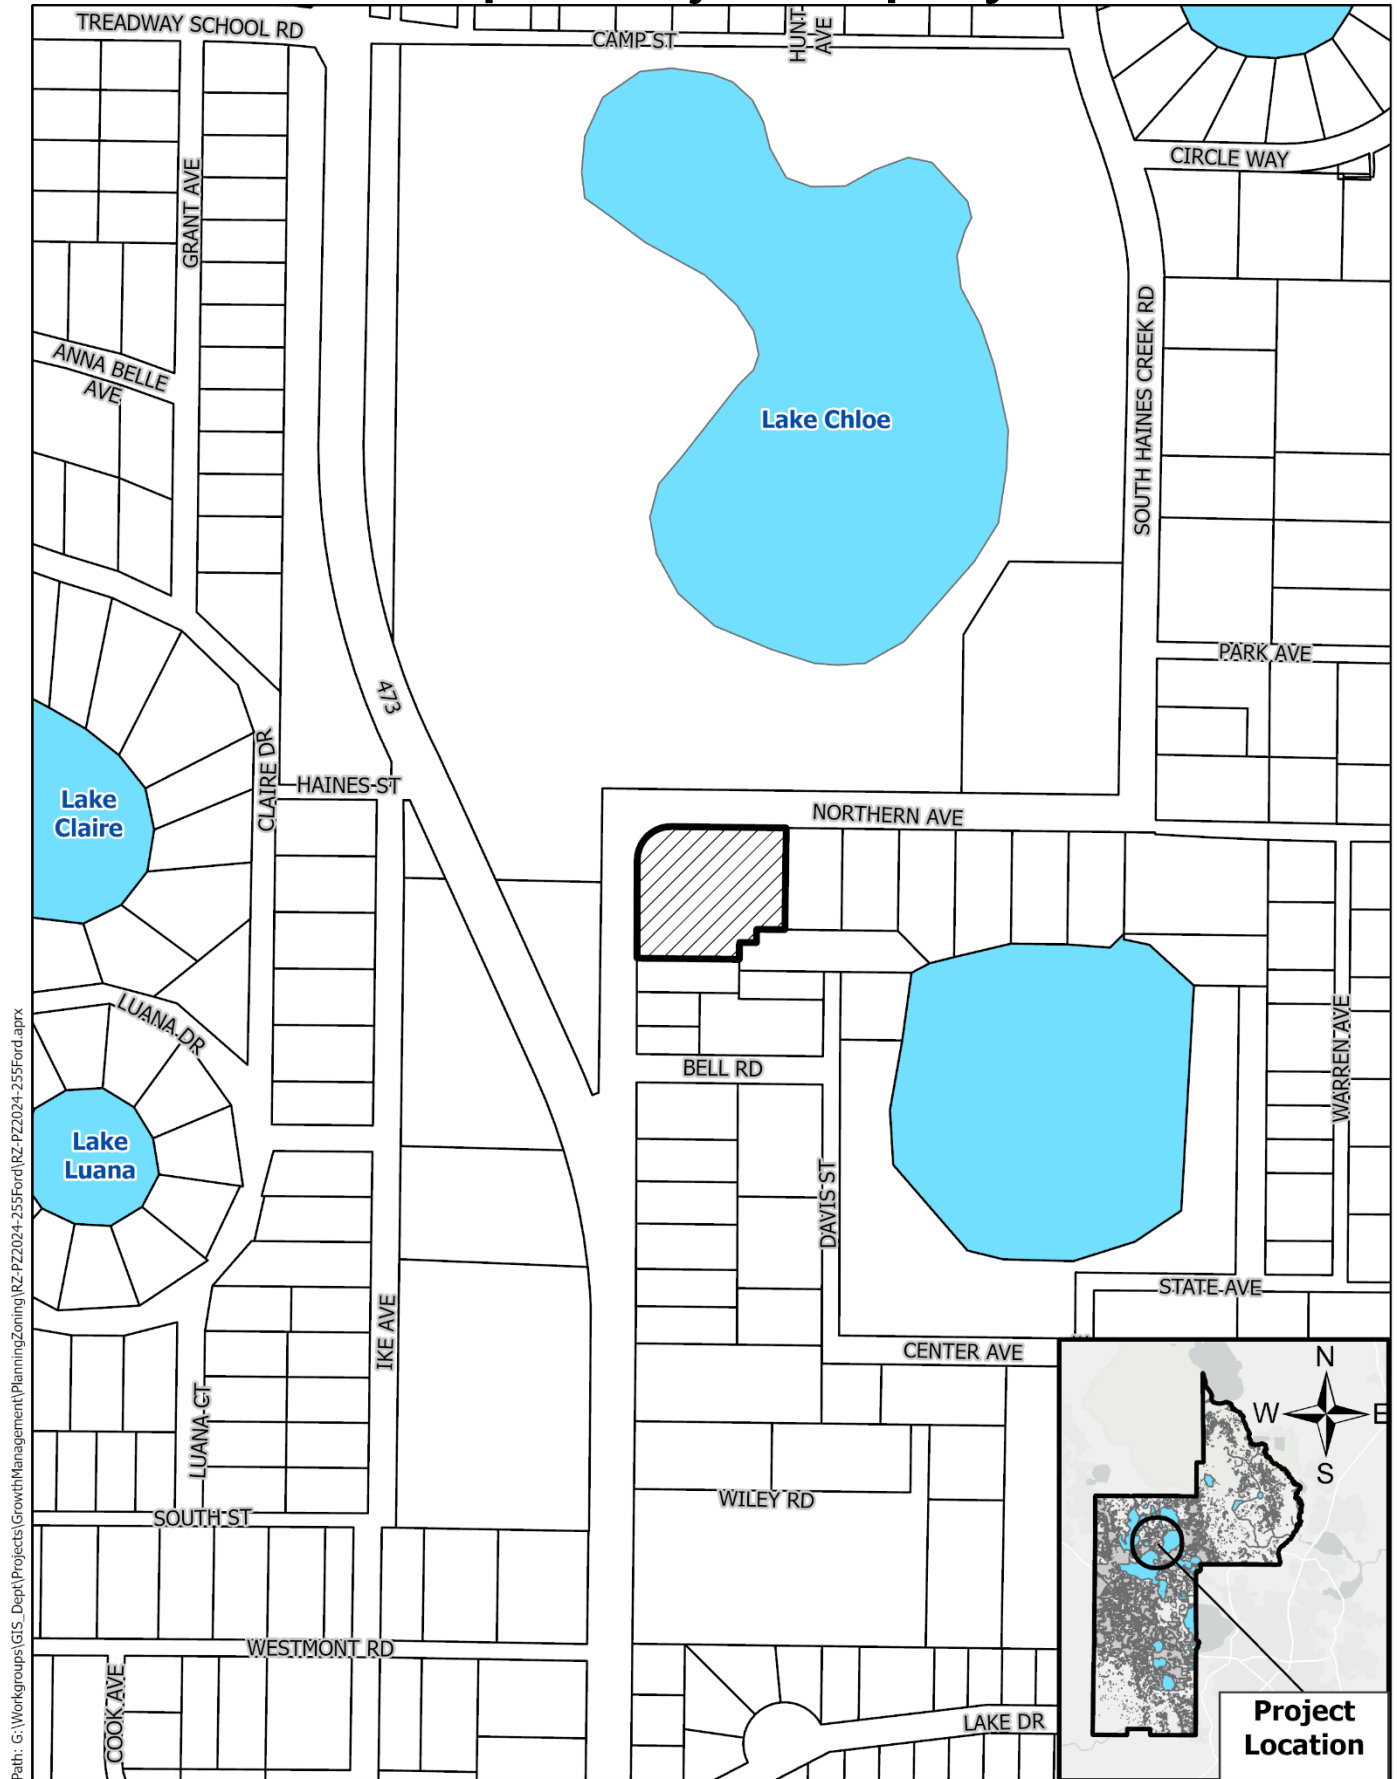 TREADWAY SCHOOL RD
CAMP ST
HUNT
AVE
CIRCLE WAY
GRANT AVE
ANNA BELLE
AVE
SOUTH HAINES CREEK RD
Lake Chloe
PARK AVE
473
CLAIRE DR
HAINES ST
Lake
Claire
NORTHERN AVE
LUANA DR
WARREN AVE
BELL RD
Lake
Luana
DAVIS ST
STATE AVE
IKE AVE
CENTER AVE
LUANA CT
WILEY RD
SOUTH ST
WESTMONT RD
COOK AVE
LAKE DR
N
W
E
S
Project
Location
Path: G:\Workgroups\GIS_Dept\Projects\GrowthManagement\PlanningZoning\RZ-PZ2024-255Ford\RZ-PZ2024-255Ford.aprx